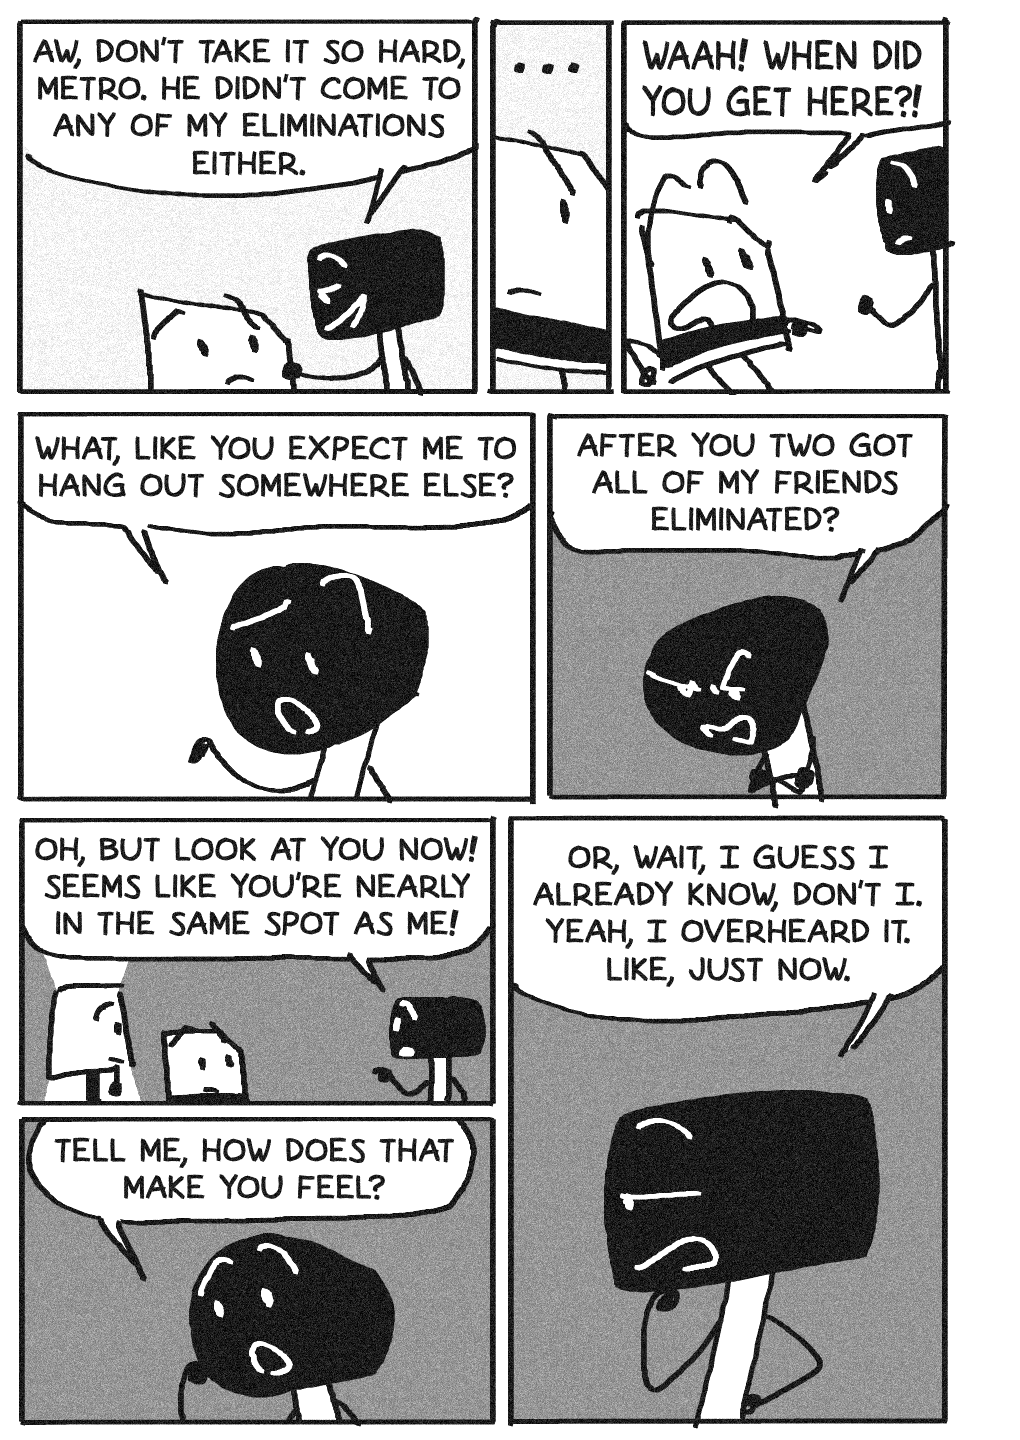 AW, DON'T TAKE IT SO HARD,
METRO. HE DIDN'T COME TO
ANY OF MY ELIMINATIONS
EITHER.
...
WAAH! WHEN DID
YOU GET HERE?!
WHAT, LIKE YOU EXPECT ME TO
HANG OUT SOMEWHERE ELSE?
AFTER YOU TWO GOT
ALL OF MY FRIENDS
ELIMINATED?
OH, BUT LOOK AT YOU NOW!
SEEMS LIKE YOU'RE NEARLY
IN THE SAME SPOT AS ME!
TELL ME, HOW DOES THAT
MAKE YOU FEEL?
OR, WAIT, I GUESS I
ALREADY KNOW, DON'T I.
YEAH, I OVERHEARD IT.
LIKE, JUST NOW.